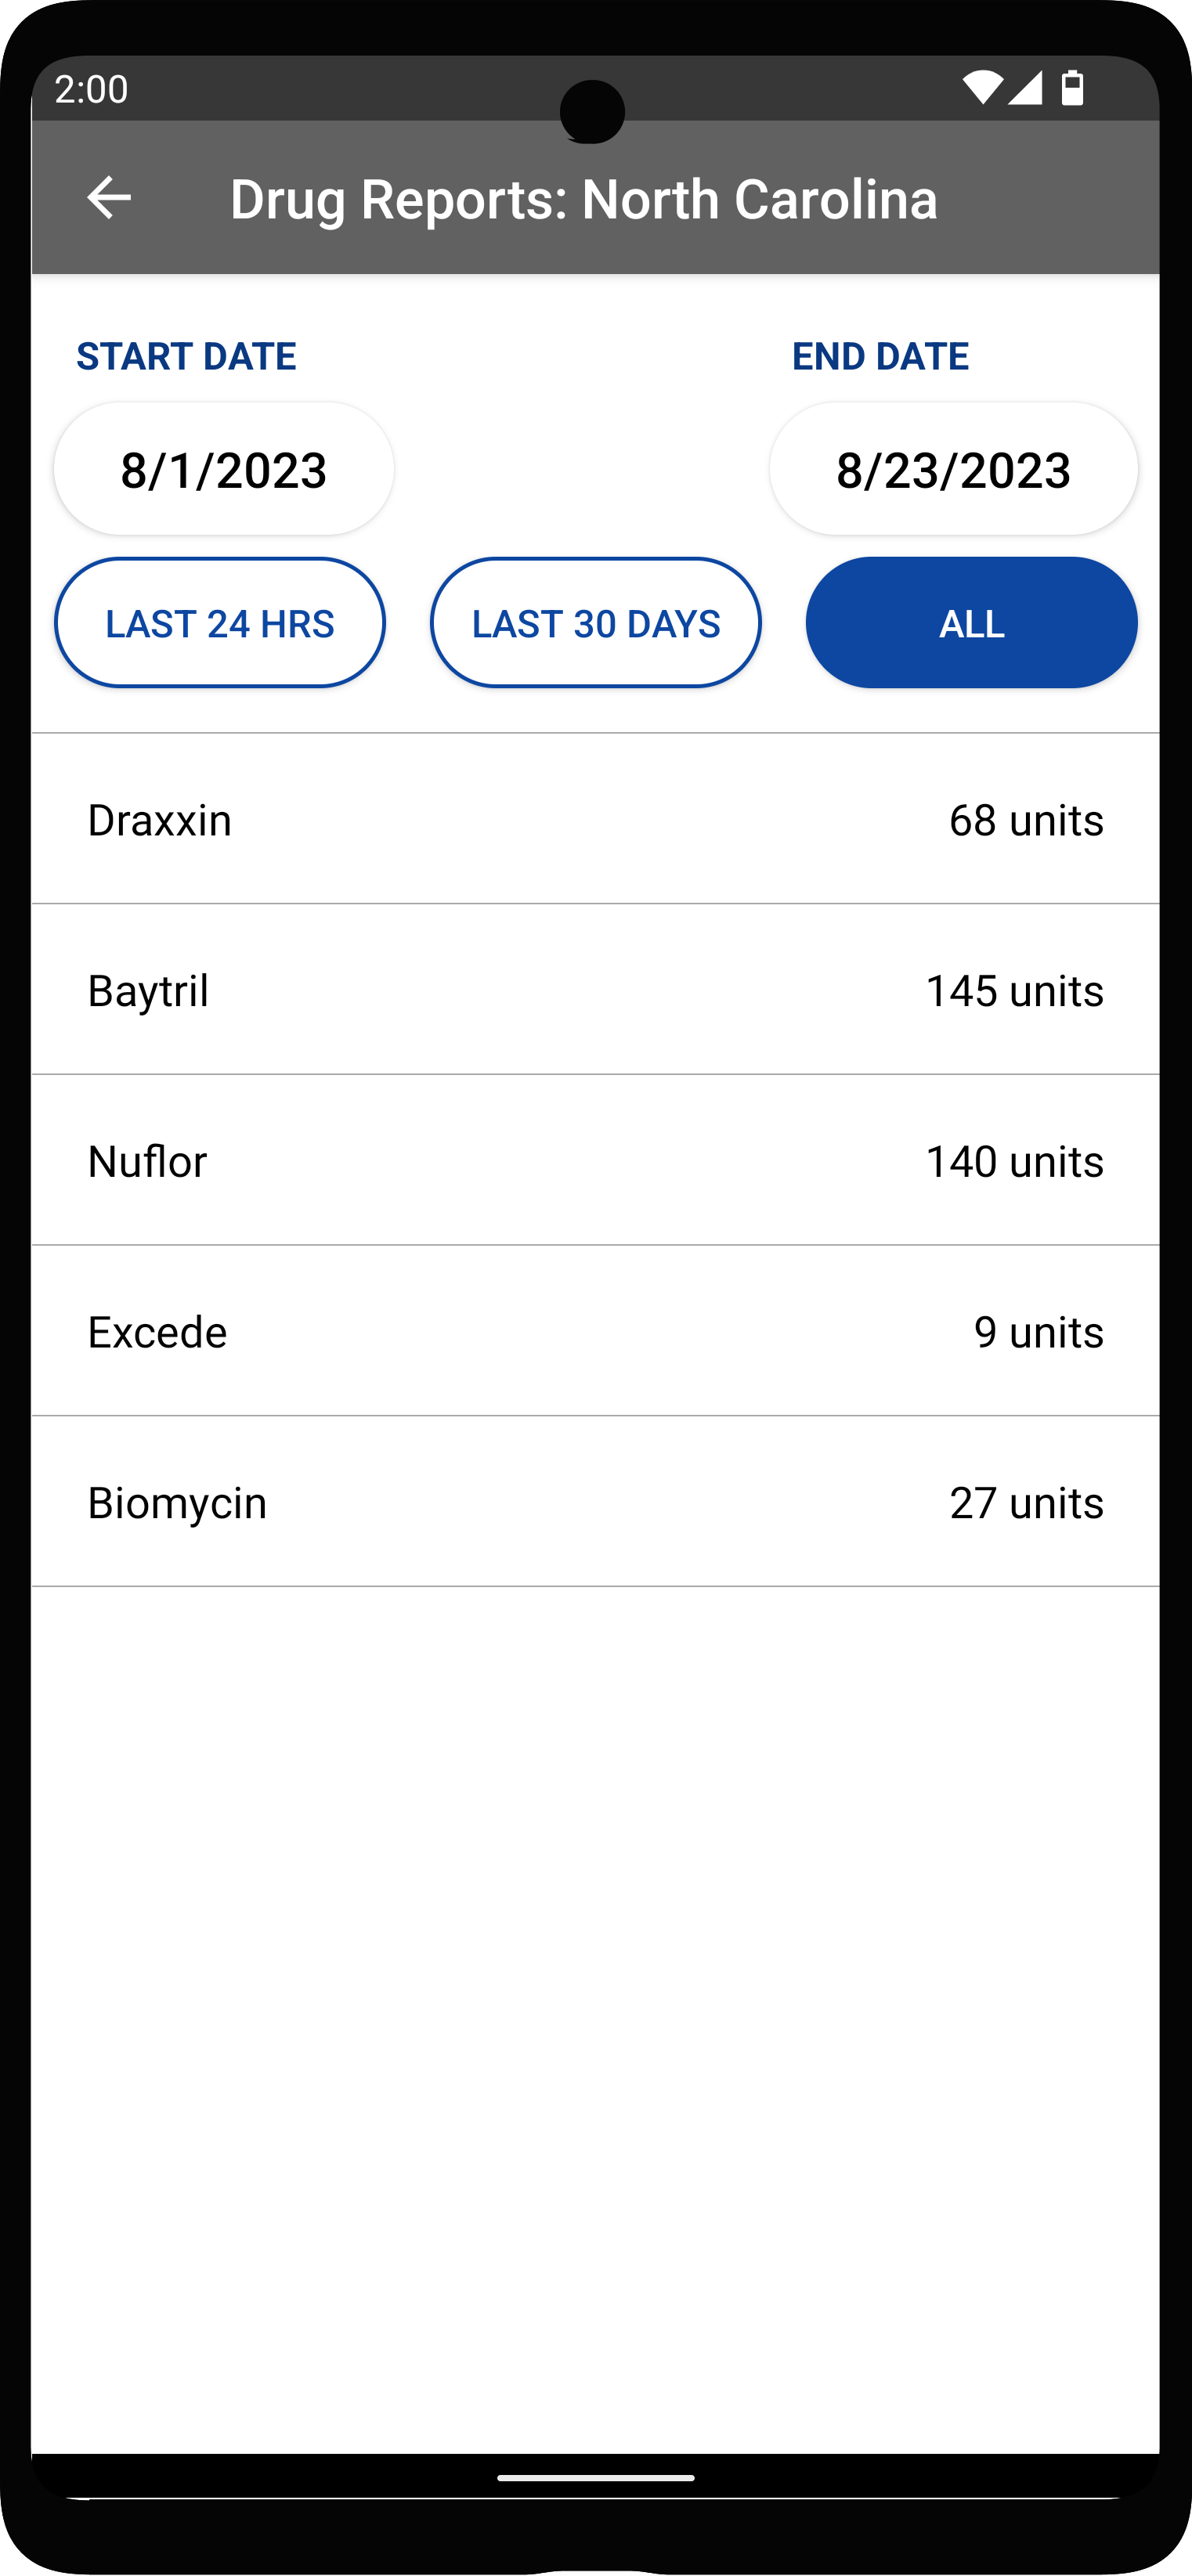 2:00
Drug Reports: North Carolina
START DATE END DATE
8/1/2023 8/23/2023
LAST 24 HRS LAST 30 DAYS ALL
Draxxin 68 units
Baytril 145 units
Nuflor 140 units
Excede 9 units
Biomycin 27 units